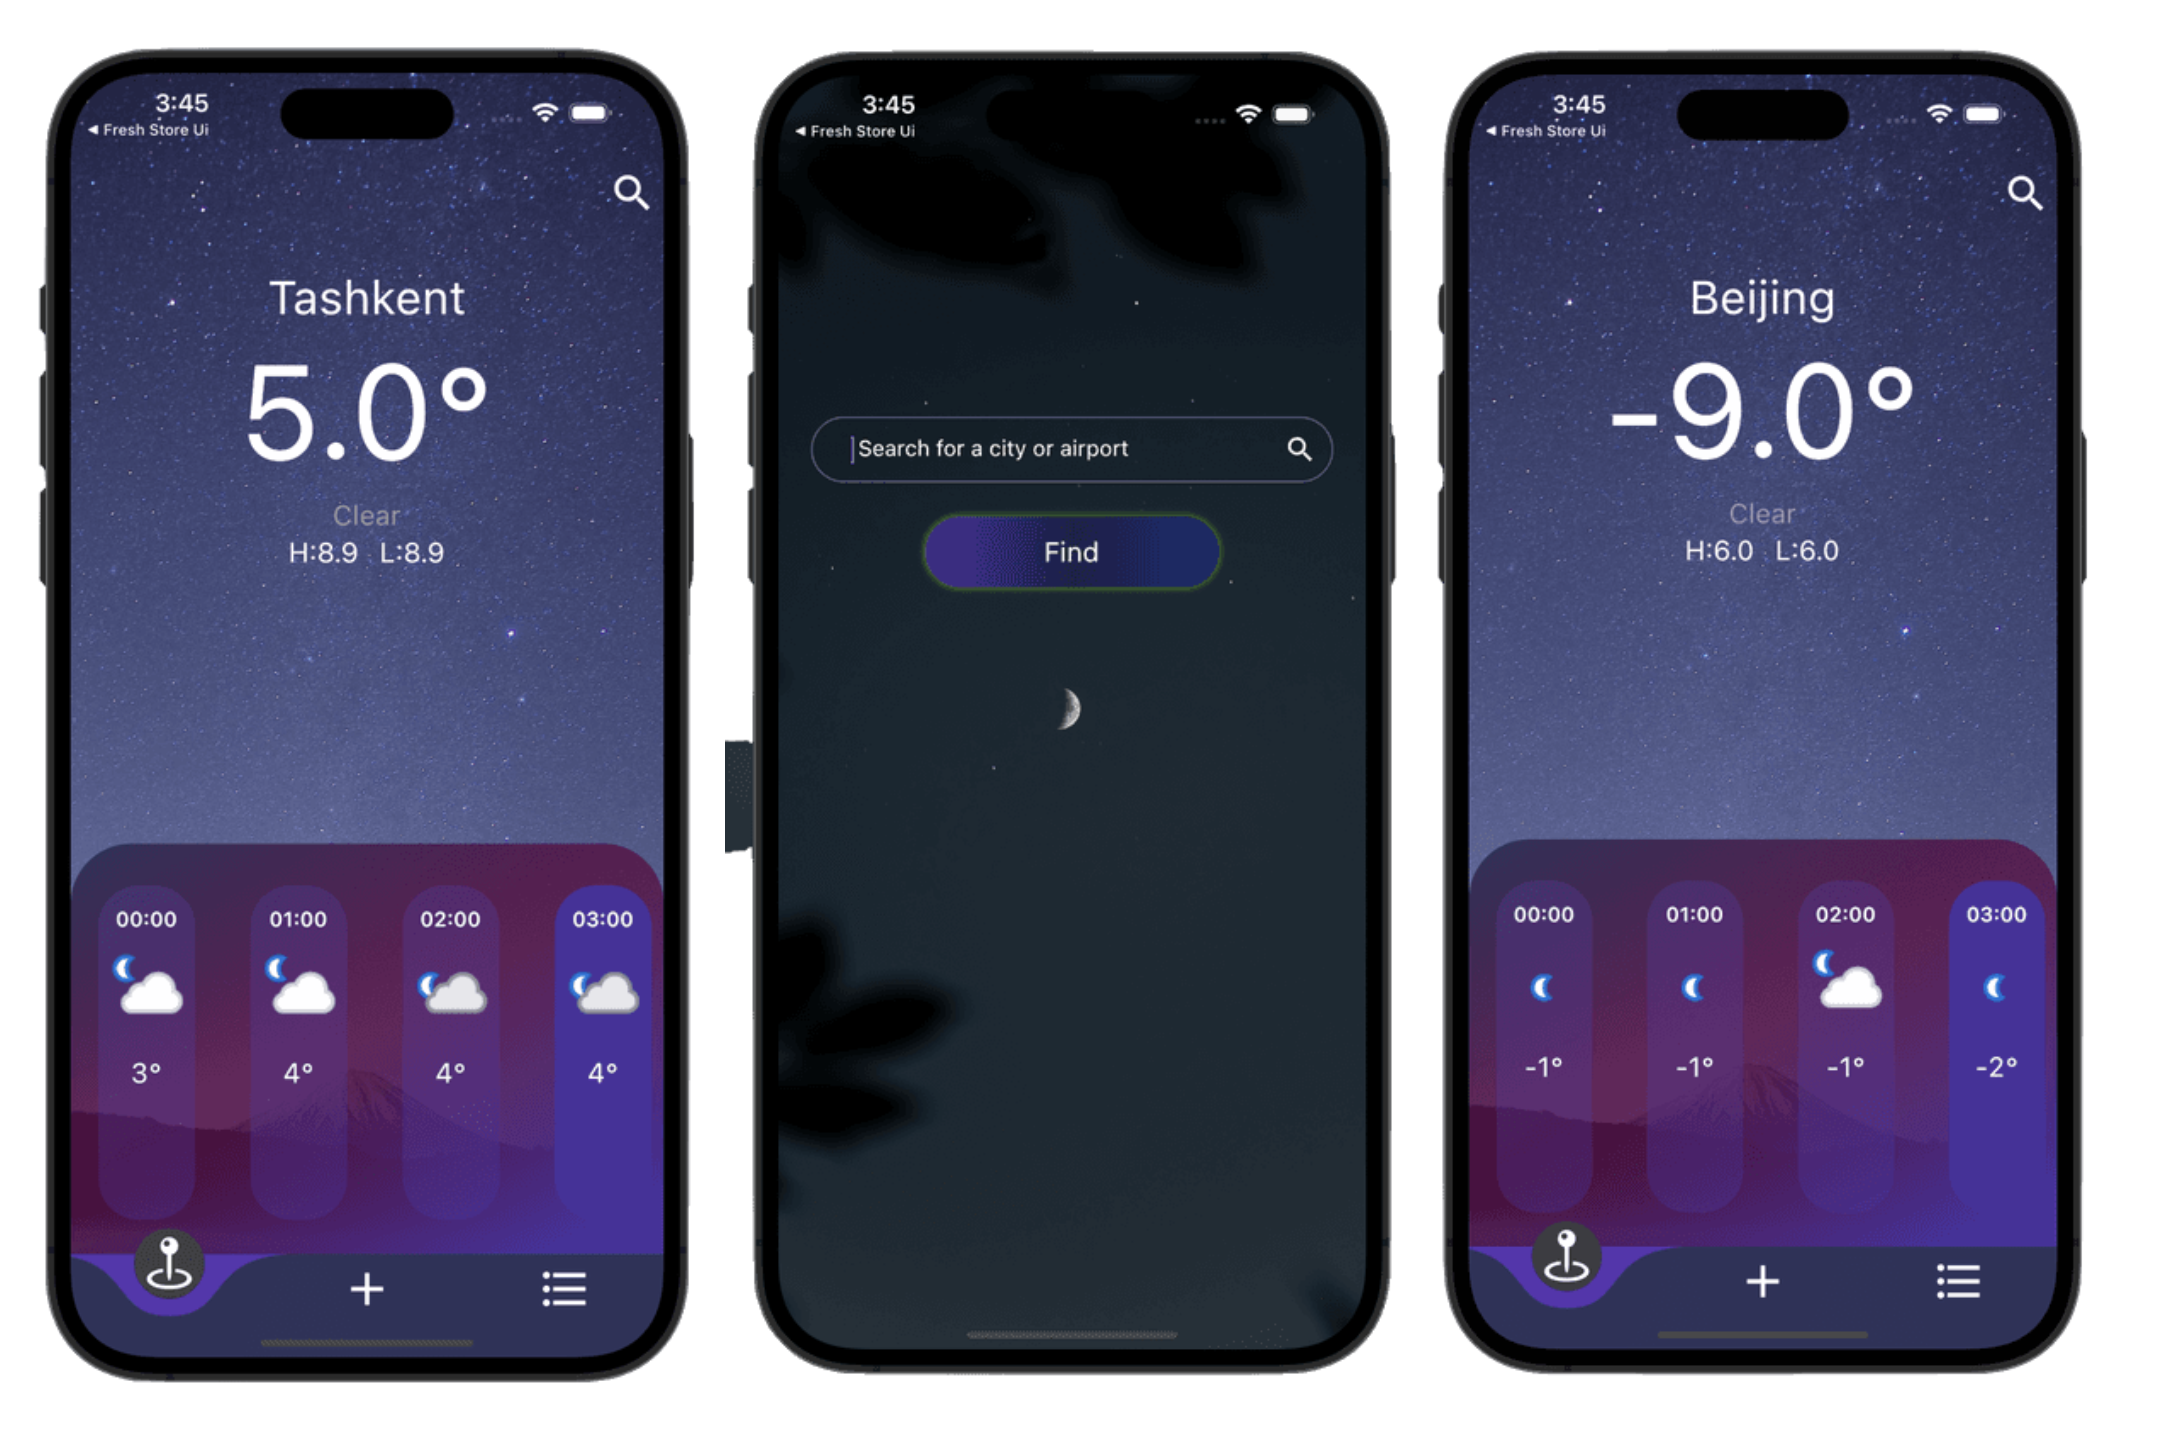 3:45
◀ Fresh Store Ui
Tashkent
5.0°
Clear
H:8.9 L:8.9
00:00 01:00 02:00 03:00
3° 4° 4° 4°
3:45
◀ Fresh Store Ui
Search for a city or airport
Find
3:45
◀ Fresh Store Ui
Beijing
-9.0°
Clear
H:6.0 L:6.0
00:00 01:00 02:00 03:00
-1° -1° -1° -2°